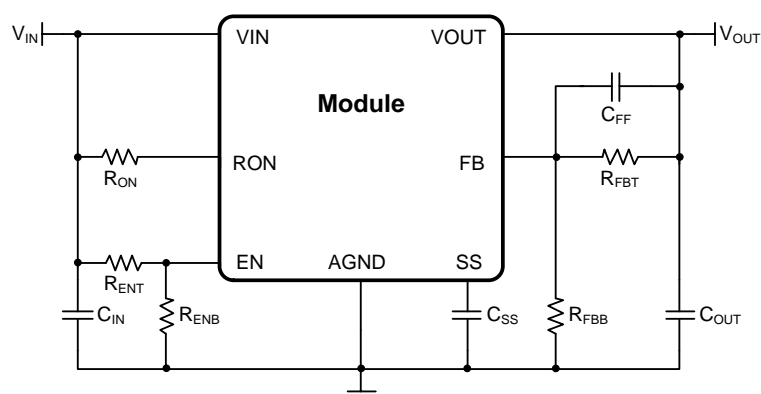 VIN
VIN
VOUT
VOUT
Module
CFF
RON
RON
FB
RFBT
RENT
EN
AGND
SS
CIN
RENB
CSS
RFBB
COUT